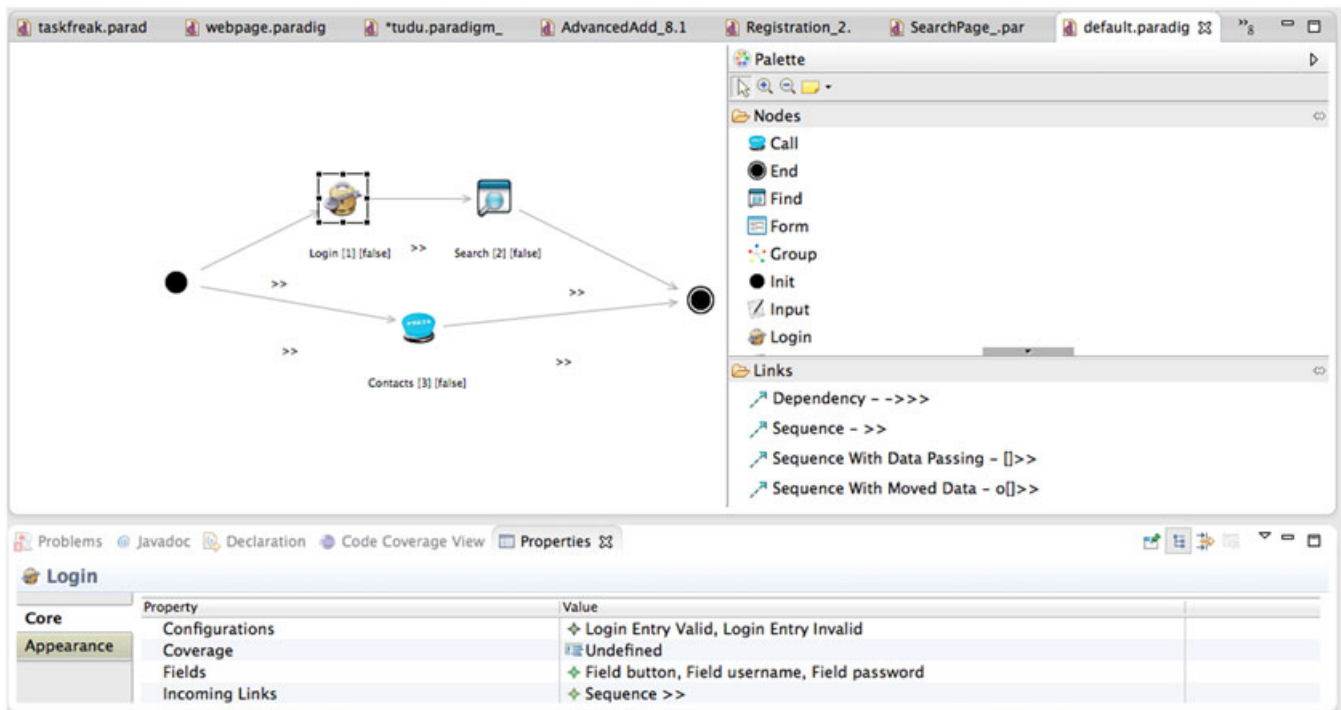 taskfreak.parad webpage.paradig *tudu.paradigm_ AdvancedAdd_8.1 Registration_2. SearchPage_.par default.paradig »8
Palette
Nodes
Call
End
Find
Form
Group
Init
Input
Login
Links
Dependency - ->>>
Sequence - >>
Sequence With Data Passing - []>>
Sequence With Moved Data - o[]>>
Login [1] [false] >> Search [2] [false]
>> >>
PRESS
>> >>
Contacts [3] [false]
Problems @ Javadoc Declaration Code Coverage View Properties
Login
Core
Appearance
Property Value
Configurations Login Entry Valid, Login Entry Invalid
Coverage Undefined
Fields Field button, Field username, Field password
Incoming Links Sequence >>